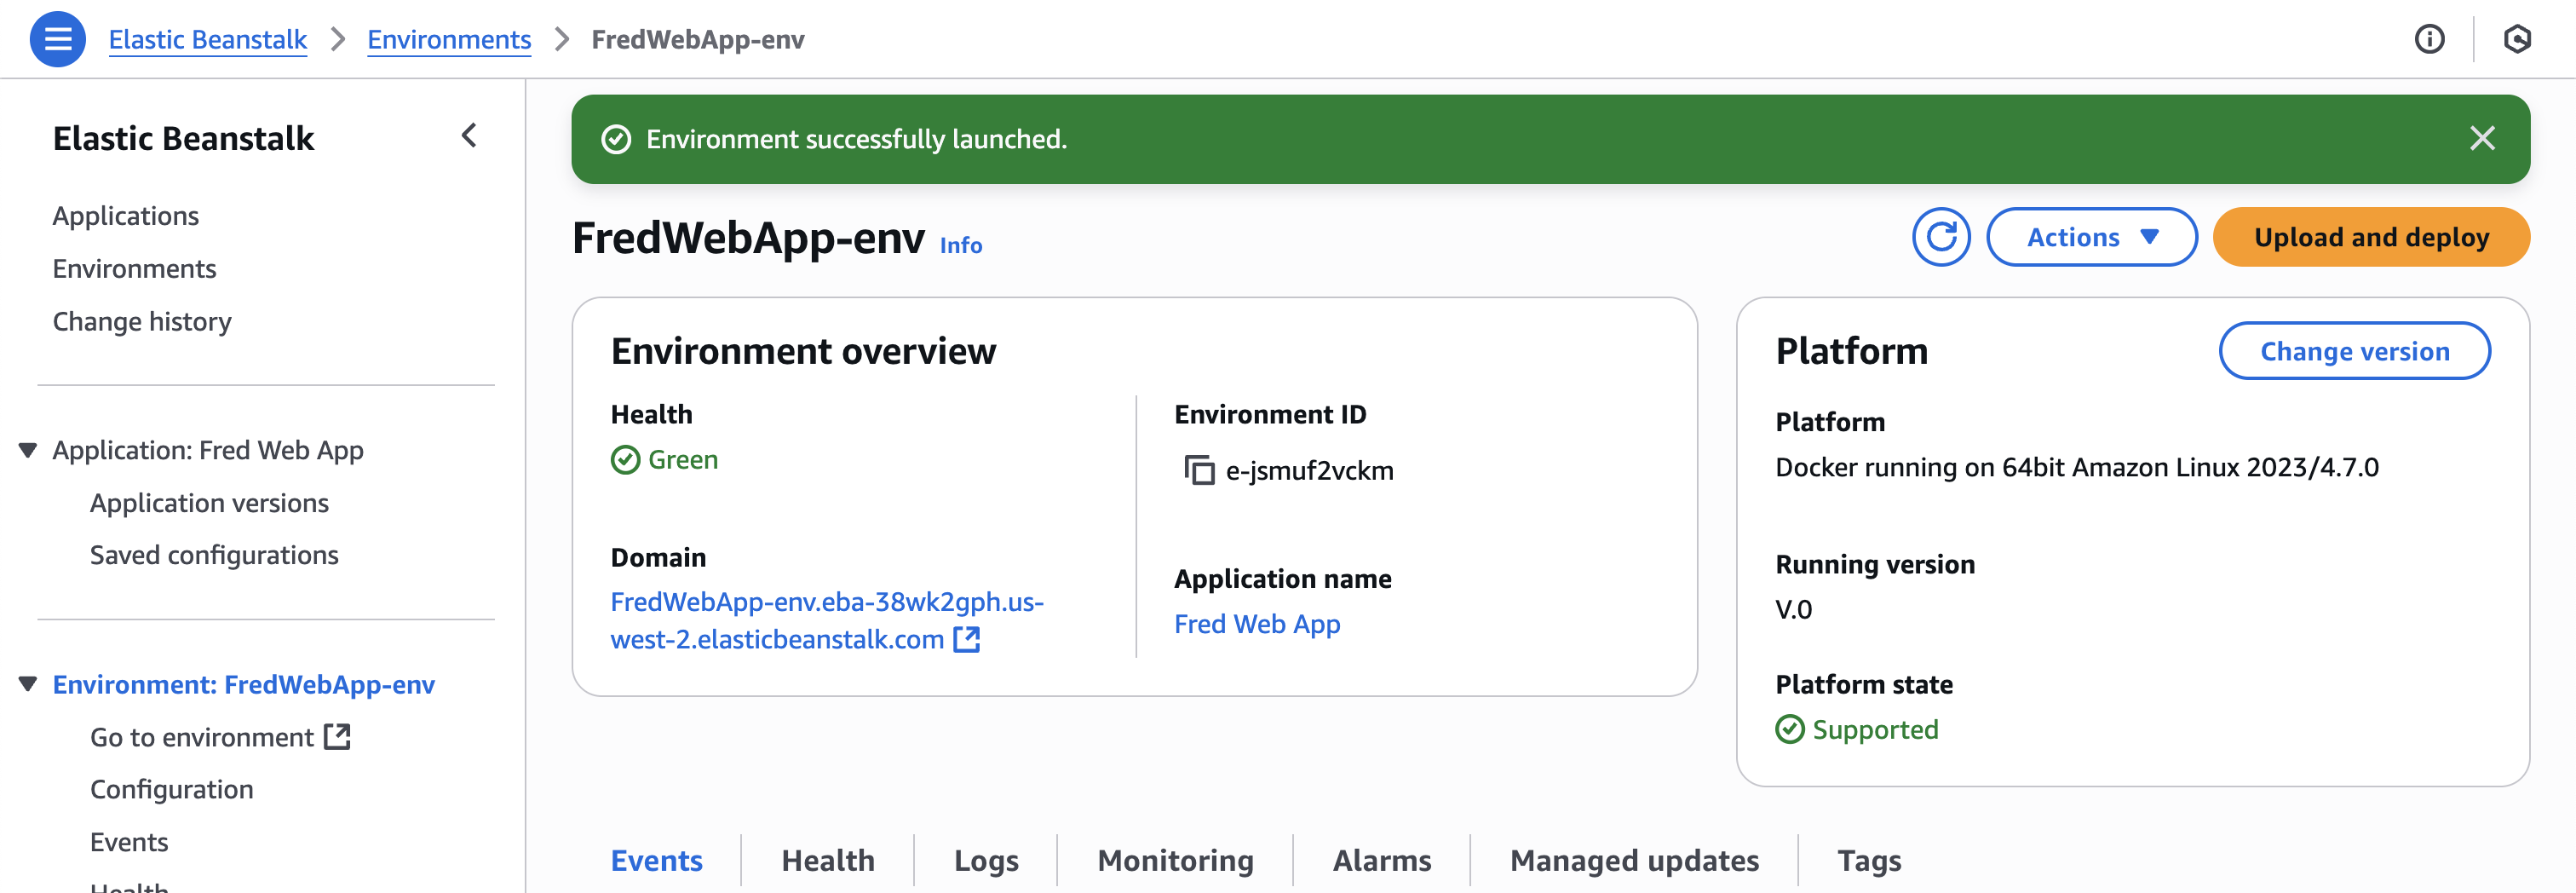 Elastic Beanstalk > Environments > FredWebApp-env
Elastic Beanstalk
Applications
Environments
Change history
Application: Fred Web App
Application versions
Saved configurations
Environment: FredWebApp-env
Go to environment
Configuration
Events
Health
Environment successfully launched.
FredWebApp-env Info
Actions
Upload and deploy
Environment overview
Health
Green
Domain
FredWebApp-env.eba-38wk2gph.us-
west-2.elasticbeanstalk.com
Environment ID
e-jsmuf2vckm
Application name
Fred Web App
Platform
Change version
Platform
Docker running on 64bit Amazon Linux 2023/4.7.0
Running version
V.0
Platform state
Supported
Events Health Logs Monitoring Alarms Managed updates Tags